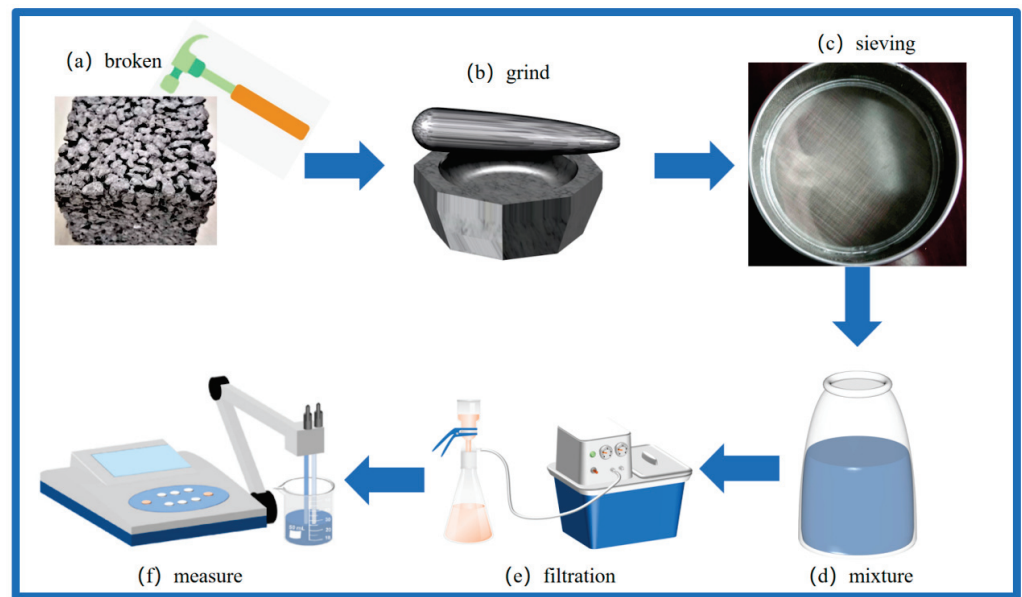 (a) broken
(b) grind
(c) sieving
(d) mixture
(e) filtration
(f) measure